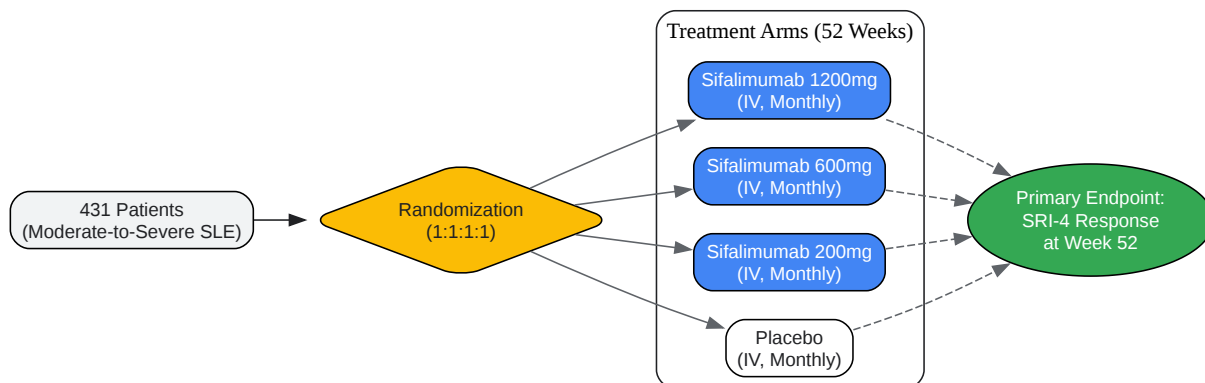 Treatment Arms (52 Weeks)
Sifalimumab 1200mg
(IV, Monthly)
Sifalimumab 600mg
(IV, Monthly)
431 Patients
(Moderate-to-Severe SLE)
Randomization
(1:1:1:1)
Primary Endpoint:
SRI-4 Response
at Week 52
Sifalimumab 200mg
(IV, Monthly)
Placebo
(IV, Monthly)